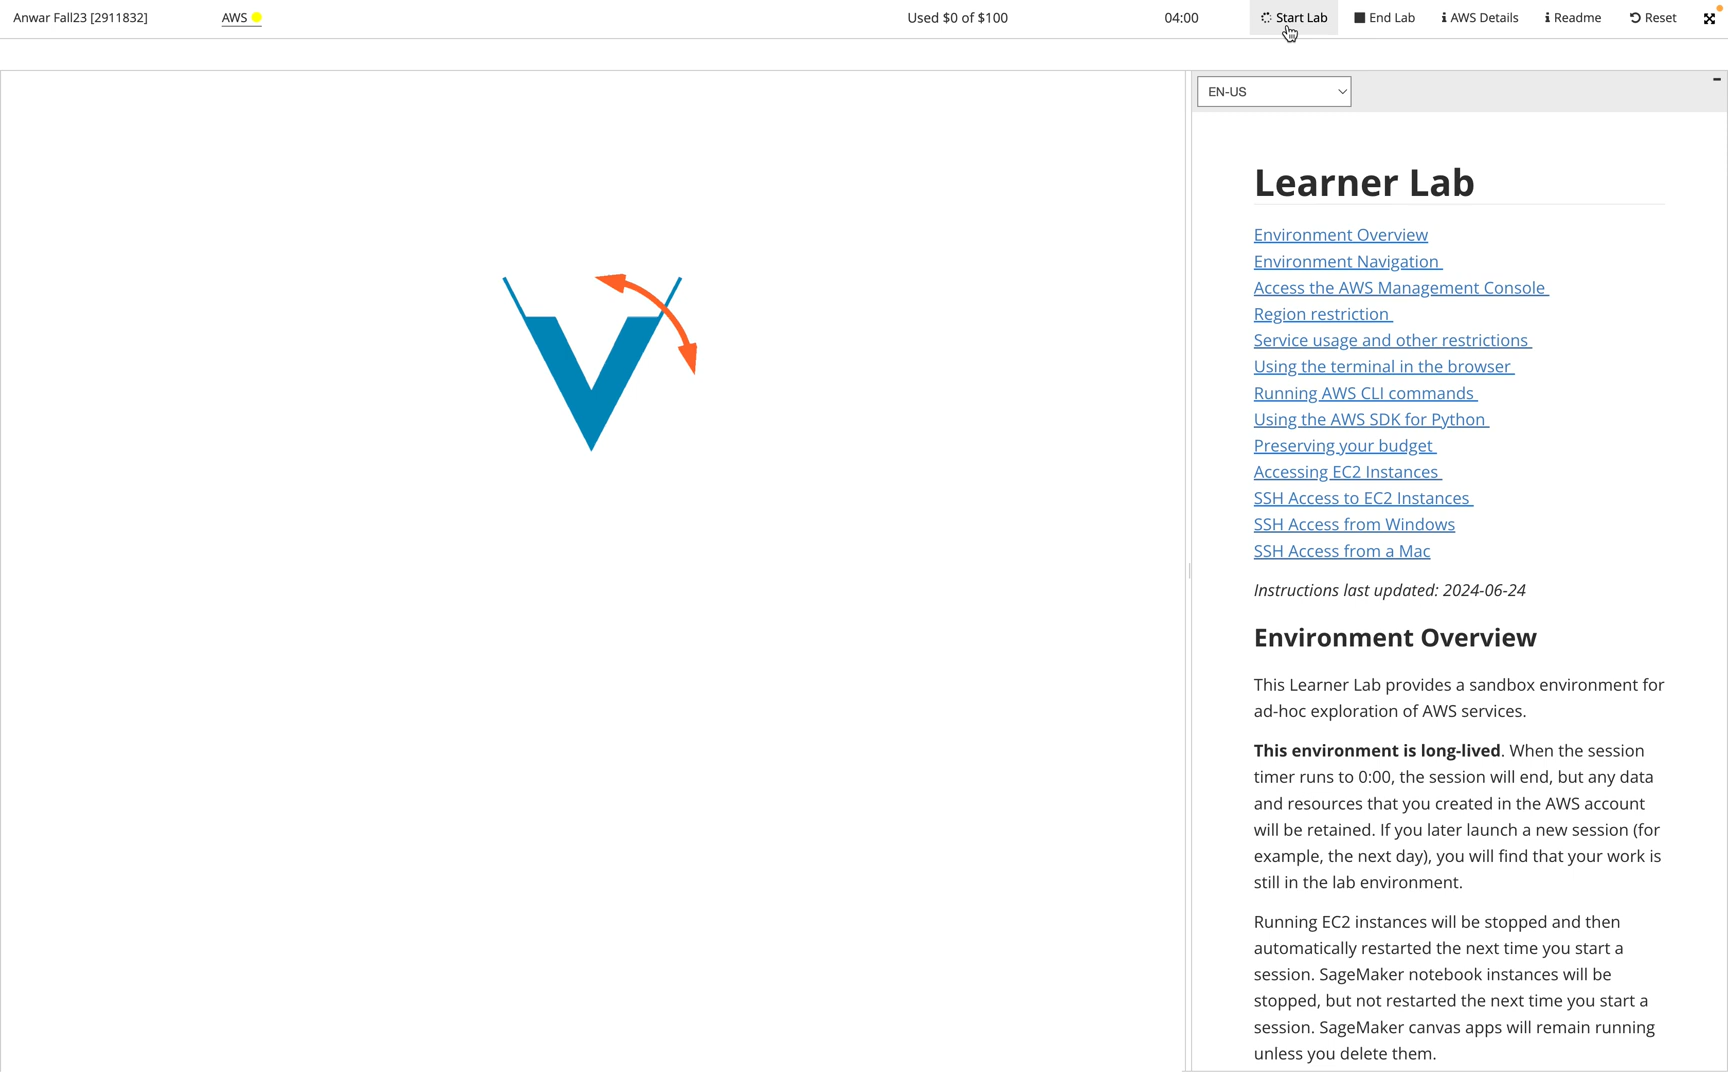 Anwar Fall23 [2911832] AWS Used $0 of $100 04:00 Start Lab End Lab AWS Details Readme Reset
EN-US
Learner Lab
Environment Overview
Environment Navigation
Access the AWS Management Console
Region restriction
Service usage and other restrictions
Using the terminal in the browser
Running AWS CLI commands
Using the AWS SDK for Python
Preserving your budget
Accessing EC2 Instances
SSH Access to EC2 Instances
SSH Access from Windows
SSH Access from a Mac
Instructions last updated: 2024-06-24
Environment Overview
This Learner Lab provides a sandbox environment for
ad-hoc exploration of AWS services.
This environment is long-lived. When the session
timer runs to 0:00, the session will end, but any data
and resources that you created in the AWS account
will be retained. If you later launch a new session (for
example, the next day), you will find that your work is
still in the lab environment.
Running EC2 instances will be stopped and then
automatically restarted the next time you start a
session. SageMaker notebook instances will be
stopped, but not restarted the next time you start a
session. SageMaker canvas apps will remain running
unless you delete them.